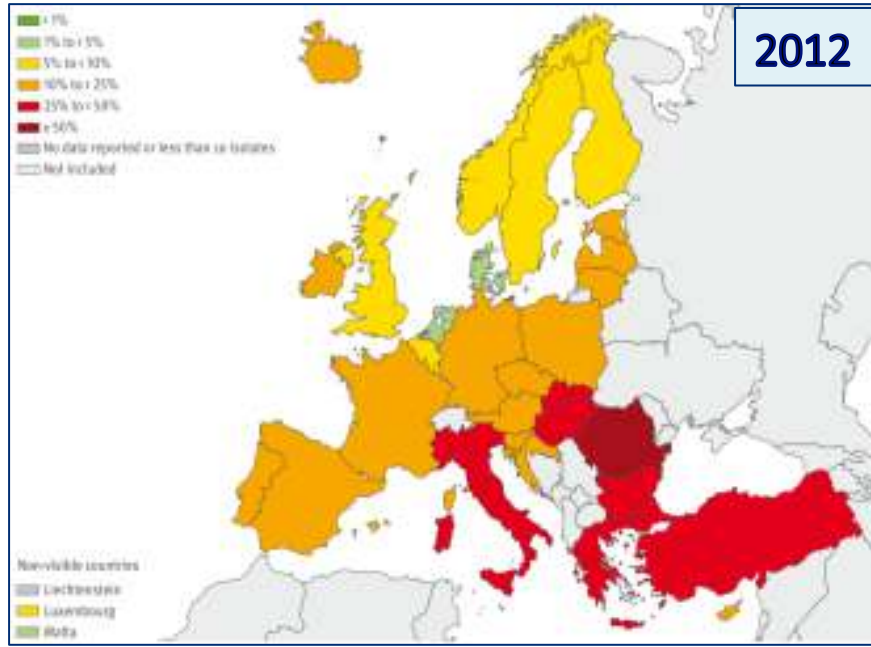 2012
< 1%
1% to < 5%
5% to < 10%
10% to < 25%
25% to < 50%
≥ 50%
No data reported or less than 10 isolates
Not included
Non-visible countries
Liechtenstein
Luxembourg
Malta